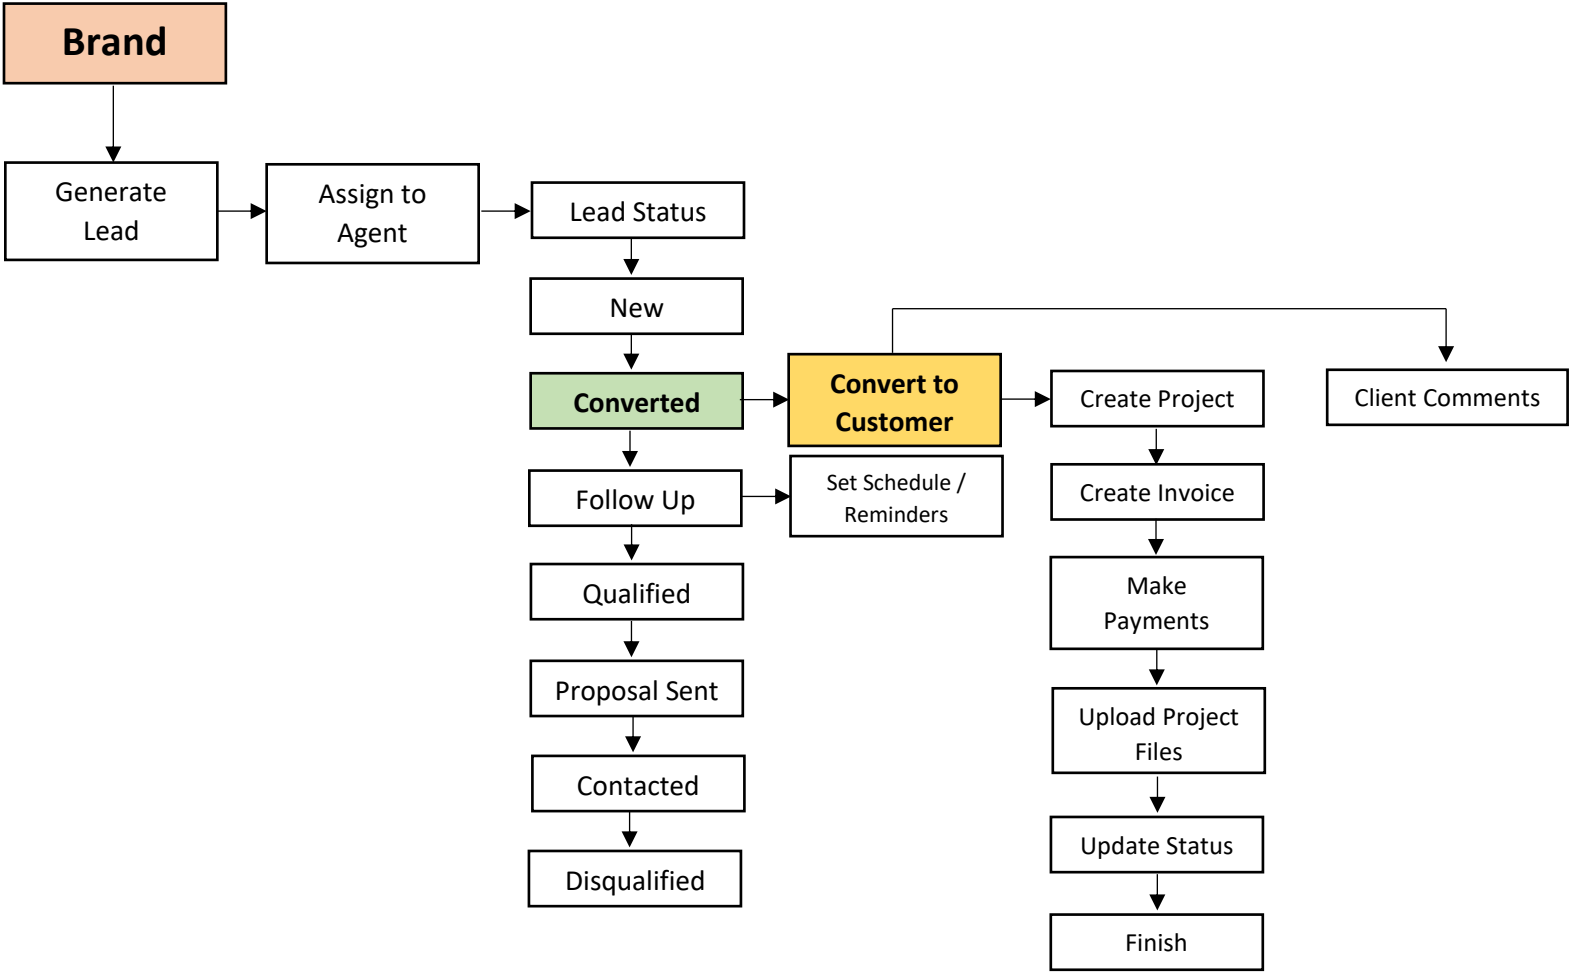 Brand
Generate
Lead
Assign to
Agent
Lead Status
New
Converted
Convert to
Customer
Create Project
Client Comments
Follow Up
Set Schedule /
Reminders
Create Invoice
Qualified
Make
Payments
Proposal Sent
Upload Project
Files
Contacted
Update Status
Disqualified
Finish